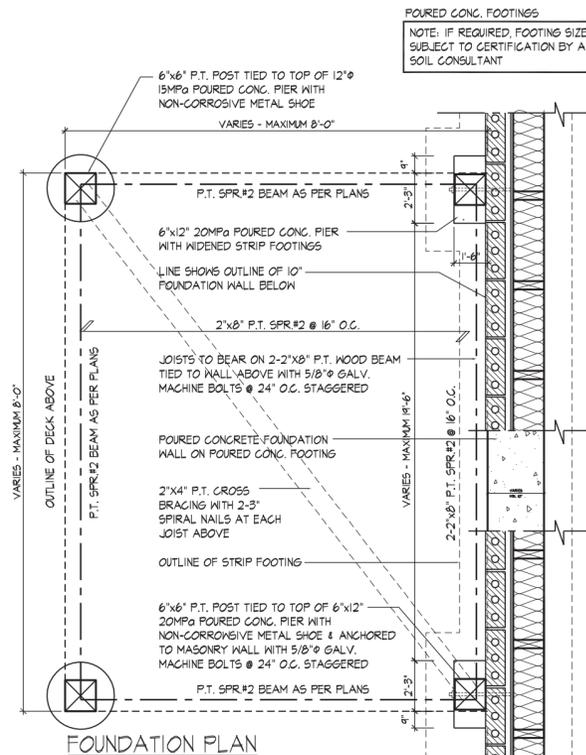 POURED CONC. FOOTINGS
NOTE: IF REQUIRED, FOOTING SIZE
SUBJECT TO CERTIFICATION BY A
SOIL CONSULTANT
6"x6" P.T. POST TIED TO TOP OF 12"Φ
15MPa POURED CONC. PIER WITH
NON-CORROSIVE METAL SHOE
VARIES - MAXIMUM 8'-0"
9"
P.T. SPR.#2 BEAM AS PER PLANS
2'-3"
6"x12" 20MPa POURED CONC. PIER
WITH WIDENED STRIP FOOTINGS
1'-6"
LINE SHOWS OUTLINE OF 10"
FOUNDATION WALL BELOW
2"x8" P.T. SPR.#2 @ 16" O.C.
JOISTS TO BEAR ON 2-2"x8" P.T. WOOD BEAM
TIED TO WALL ABOVE WITH 5/8"Φ GALV.
MACHINE BOLTS @ 24" O.C. STAGGERED
VARIES - MAXIMUM 8'-0"
OUTLINE OF DECK ABOVE
P.T. SPR.#2 BEAM AS PER PLANS
VARIES - MAXIMUM 19'-6"
2-2"x8" P.T. SPR.#2 @ 16" O.C.
POURED CONCRETE FOUNDATION
WALL ON POURED CONC. FOOTING
VARIES
2"x4" P.T. CROSS
BRACING WITH 2-3"
SPIRAL NAILS AT EACH
JOIST ABOVE
OUTLINE OF STRIP FOOTING
6"x6" P.T. POST TIED TO TOP OF 6"x12"
20MPa POURED CONC. PIER WITH
NON-CORROWSIVE METAL SHOE & ANCHORED
TO MASONRY WALL WITH 5/8"Φ GALV.
MACHINE BOLTS @ 24" O.C. STAGGERED
P.T. SPR.#2 BEAM AS PER PLANS
2'-3"
9"
FOUNDATION PLAN